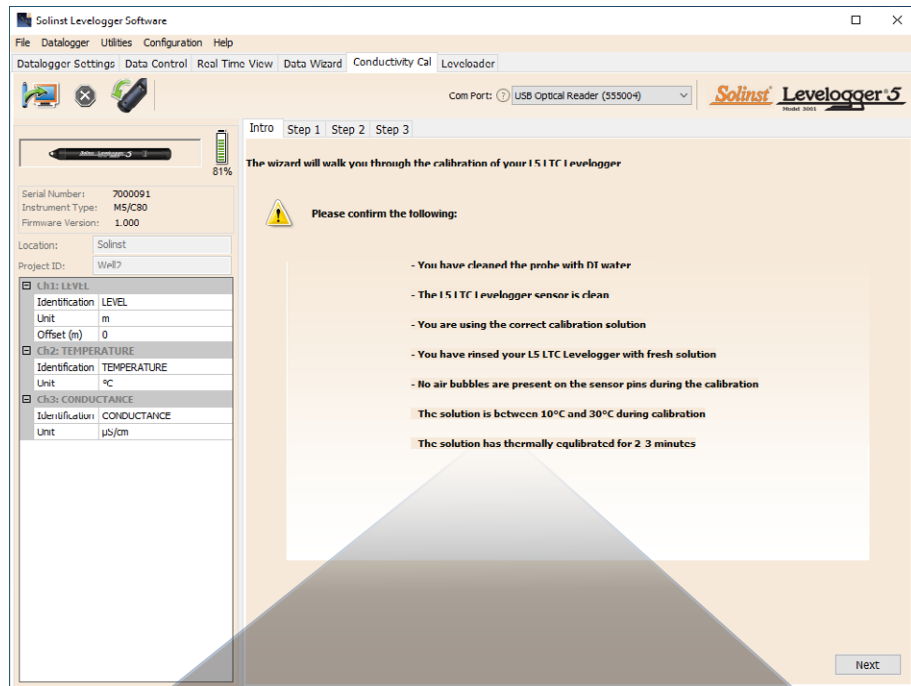 Solinst Levelogger Software
File Datalogger Utilities Configuration Help
Datalogger Settings Data Control Real Time View Data Wizard Conductivity Cal Leveloader
Com Port: ? USB Optical Reader (555004)
Solinst Levelogger 5
Model 3001
Intro Step 1 Step 2 Step 3
81%
The wizard will walk you through the calibration of your L5 LTC Levelogger
Serial Number: 7000091
Instrument Type: M5/C80
Firmware Version: 1.000
Please confirm the following:
Location: Solinst
Project ID: Well2
- You have cleaned the probe with DI water
- The L5 LTC Levelogger sensor is clean
- You are using the correct calibration solution
- You have rinsed your L5 LTC Levelogger with fresh solution
- No air bubbles are present on the sensor pins during the calibration
The solution is between 10°C and 30°C during calibration
The solution has thermally equlibrated for 2 3 minutes
Ch1: LEVEL
Identification LEVEL
Unit m
Offset (m) 0
Ch2: TEMPERATURE
Identification TEMPERATURE
Unit °C
Ch3: CONDUCTANCE
Identification CONDUCTANCE
Unit µS/cm
Next